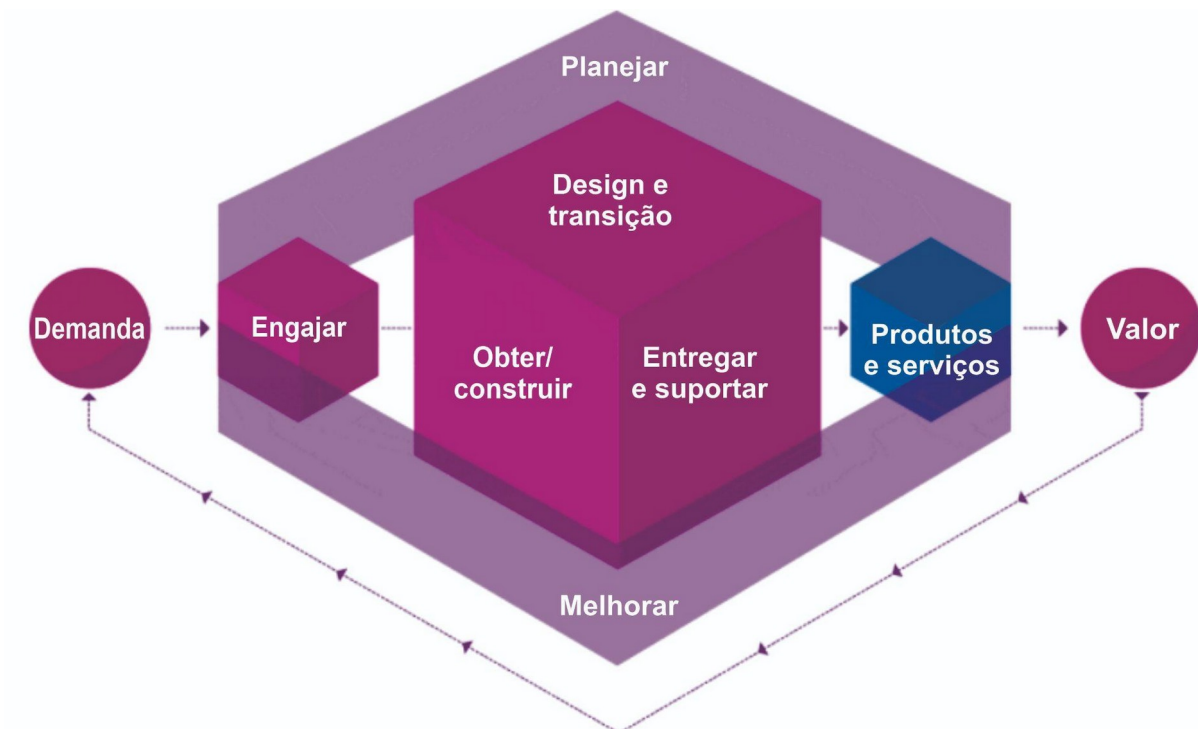 Planejar
Design e
transição
Demanda
Engajar
Obter/
construir
Entregar
e suportar
Produtos
e serviços
Valor
Melhorar